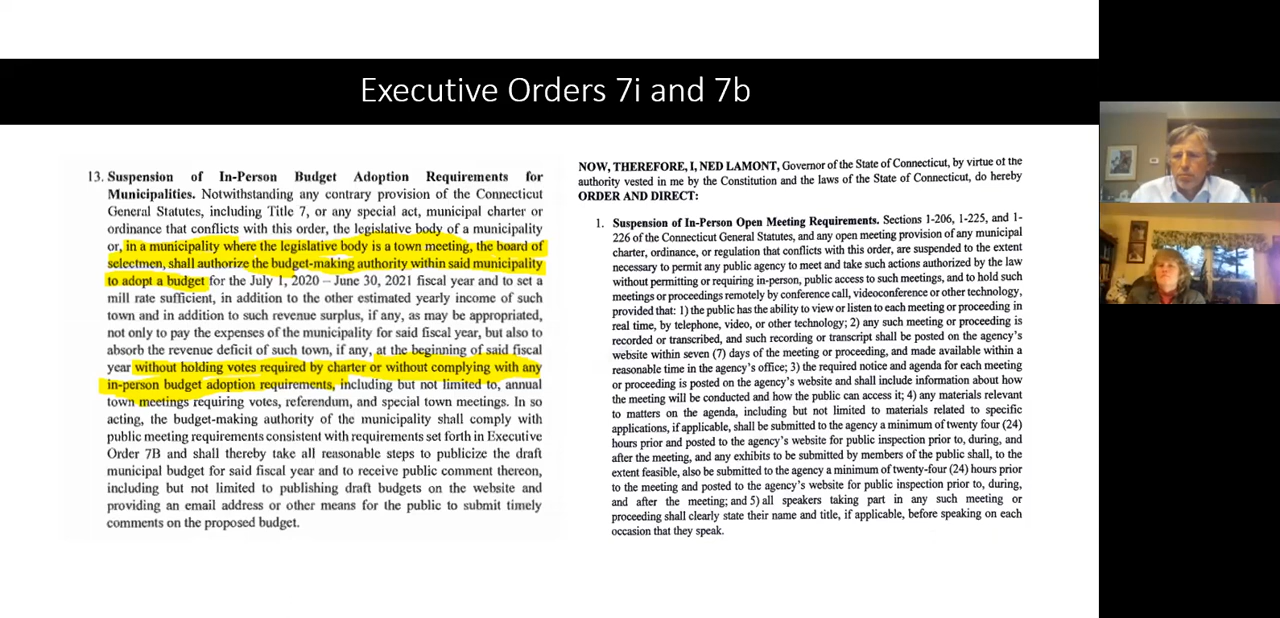 Executive Orders 7i and 7b
13. Suspension of In-Person Budget Adoption Requirements for
Municipalities. Notwithstanding any contrary provision of the Connecticut
General Statutes, including Title 7, or any special act, municipal charter or
ordinance that conflicts with this order, the legislative body of a municipality
or, in a municipality where the legislative body is a town meeting, the board of
selectmen, shall authorize the budget-making authority within said municipality
to adopt a budget for the July 1, 2020 – June 30, 2021 fiscal year and to set a
mill rate sufficient, in addition to the other estimated yearly income of such
town and in addition to such revenue surplus, if any, as may be appropriated,
not only to pay the expenses of the municipality for said fiscal year, but also to
absorb the revenue deficit of such town, if any, at the beginning of said fiscal
year without holding votes required by charter or without complying with any
in-person budget adoption requirements, including but not limited to, annual
town meetings requiring votes, referendum, and special town meetings. In so
acting, the budget-making authority of the municipality shall comply with
public meeting requirements consistent with requirements set forth in Executive
Order 7B and shall thereby take all reasonable steps to publicize the draft
municipal budget for said fiscal year and to receive public comment thereon,
including but not limited to publishing draft budgets on the website and
providing an email address or other means for the public to submit timely
comments on the proposed budget.
NOW, THEREFORE, I, NED LAMONT, Governor of the State of Connecticut, by virtue of the
authority vested in me by the Constitution and the laws of the State of Connecticut, do hereby
ORDER AND DIRECT:
1. Suspension of In-Person Open Meeting Requirements. Sections 1-206, 1-225, and 1-
226 of the Connecticut General Statutes, and any open meeting provision of any municipal
charter, ordinance, or regulation that conflicts with this order, are suspended to the extent
necessary to permit any public agency to meet and take such actions authorized by the law
without permitting or requiring in-person, public access to such meetings, and to hold such
meetings or proceedings remotely by conference call, videoconference or other technology,
provided that: 1) the public has the ability to view or listen to each meeting or proceeding in
real time, by telephone, video, or other technology; 2) any such meeting or proceeding is
recorded or transcribed, and such recording or transcript shall be posted on the agency's
website within seven (7) days of the meeting or proceeding, and made available within a
reasonable time in the agency's office; 3) the required notice and agenda for each meeting
or proceeding is posted on the agency's website and shall include information about how
the meeting will be conducted and how the public can access it; 4) any materials relevant
to matters on the agenda, including but not limited to materials related to specific
applications, if applicable, shall be submitted to the agency a minimum of twenty four (24)
hours prior and posted to the agency's website for public inspection prior to, during, and
after the meeting, and any exhibits to be submitted by members of the public shall, to the
extent feasible, also be submitted to the agency a minimum of twenty-four (24) hours prior
to the meeting and posted to the agency's website for public inspection prior to, during,
and after the meeting; and 5) all speakers taking part in any such meeting or
proceeding shall clearly state their name and title, if applicable, before speaking on each
occasion that they speak.